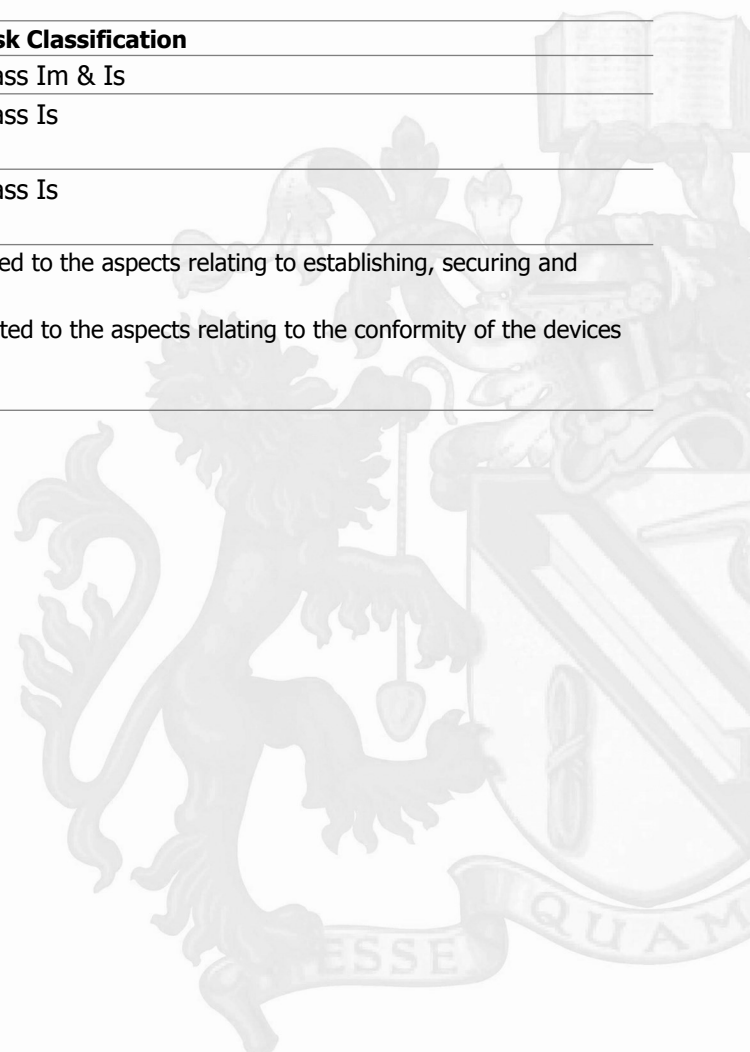 sk Classification
ass Im & Is
ass Is
ass Is
ed to the aspects relating to establishing, securing and
ted to the aspects relating to the conformity of the devices
ESSE QUAM